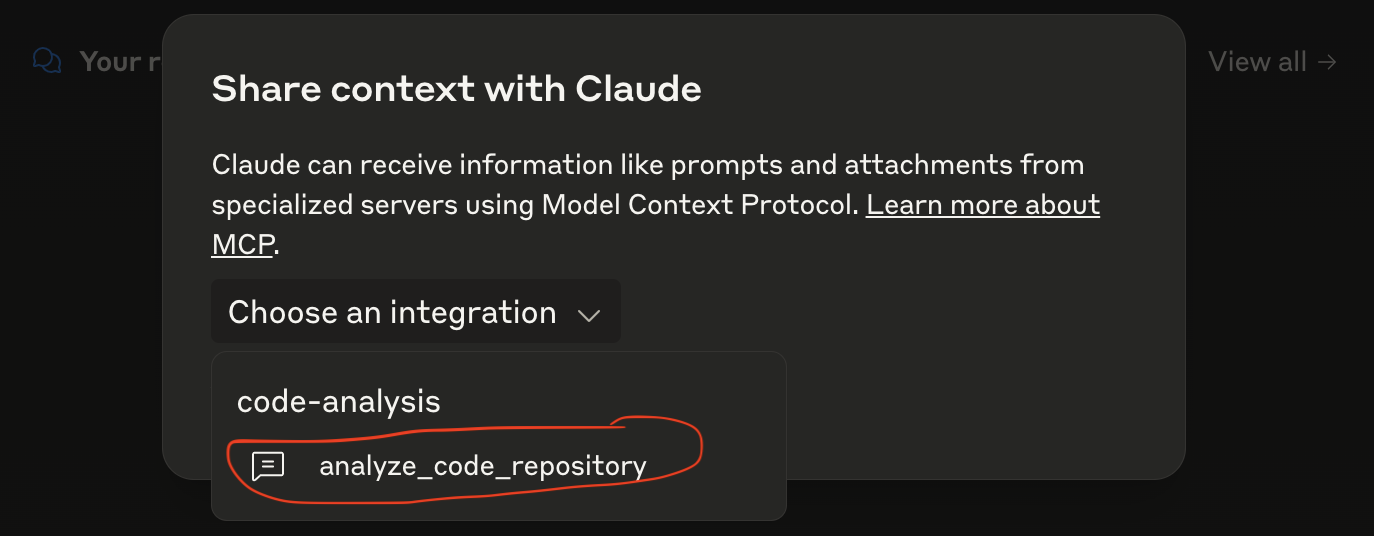 Your r
View all →
Share context with Claude
Claude can receive information like prompts and attachments from
specialized servers using Model Context Protocol. Learn more about
MCP.
Choose an integration
code-analysis
analyze_code_repository